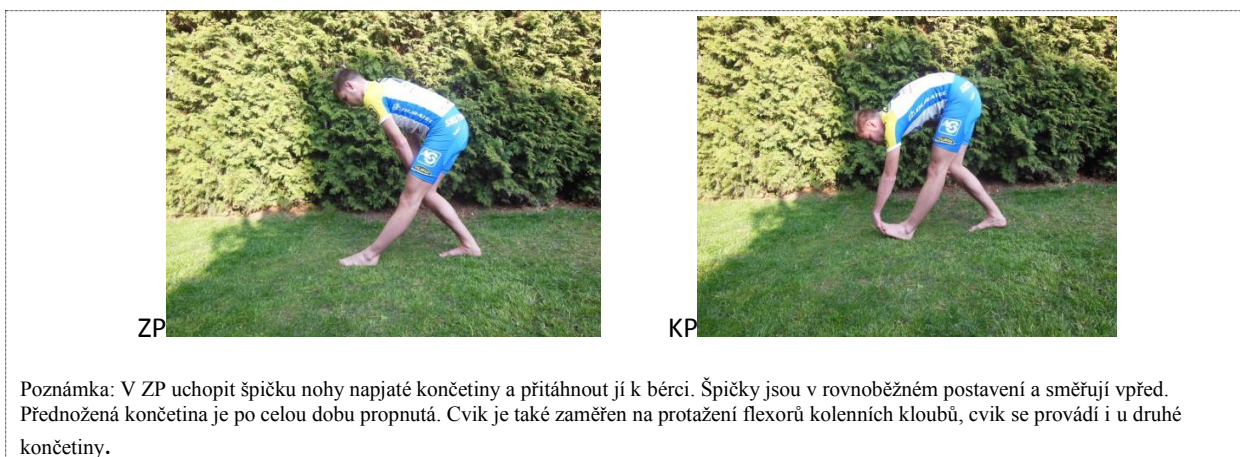 ZP
KP
Poznámka: V ZP uchopit špičku nohy napjaté končetiny a přitáhnout jí k bérci. Špičky jsou v rovnoběžném postavení a směřují vpřed.
Přednožená končetina je po celou dobu propnutá. Cvik je také zaměřen na protažení flexorů kolenních kloubů, cvik se provádí i u druhé
končetiny.